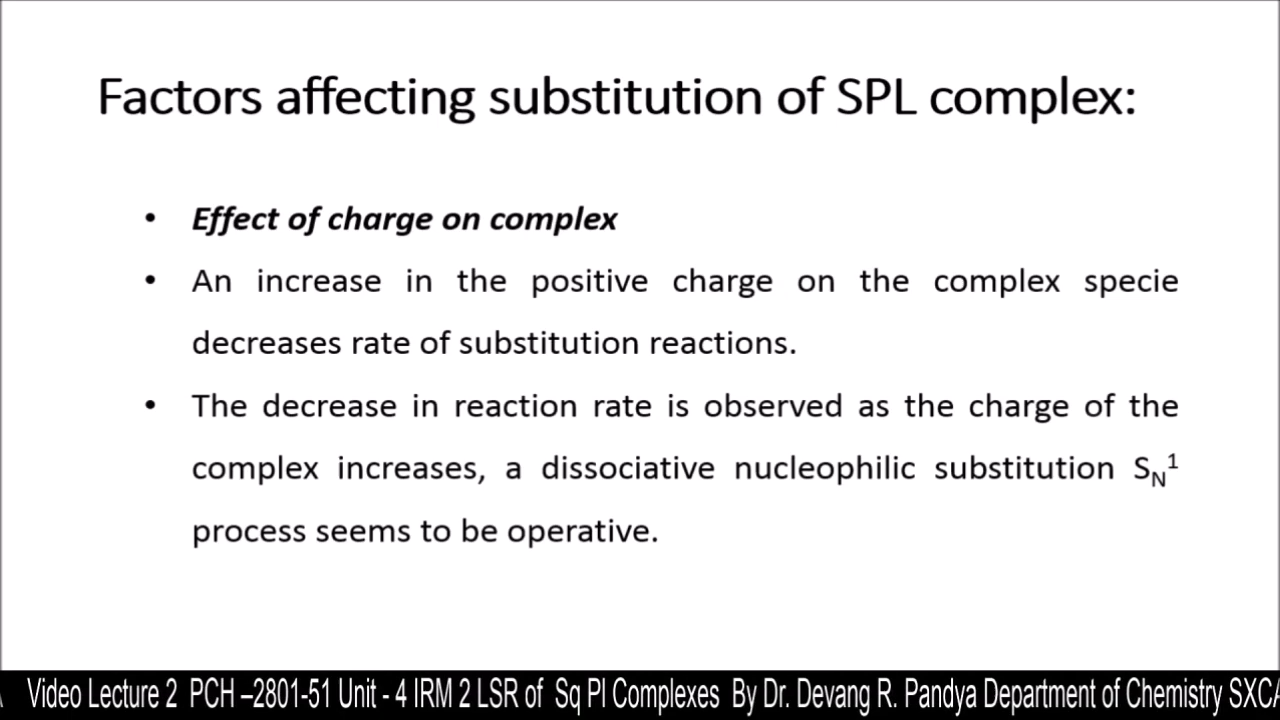 Factors affecting substitution of SPL complex:
• Effect of charge on complex
• An increase in the positive charge on the complex specie
decreases rate of substitution reactions.
• The decrease in reaction rate is observed as the charge of the
complex increases, a dissociative nucleophilic substitution SN1
process seems to be operative.
Video Lecture 2 PCH –2801-51 Unit - 4 IRM 2 LSR of Sq Pl Complexes By Dr. Devang R. Pandya Department of Chemistry SXCA